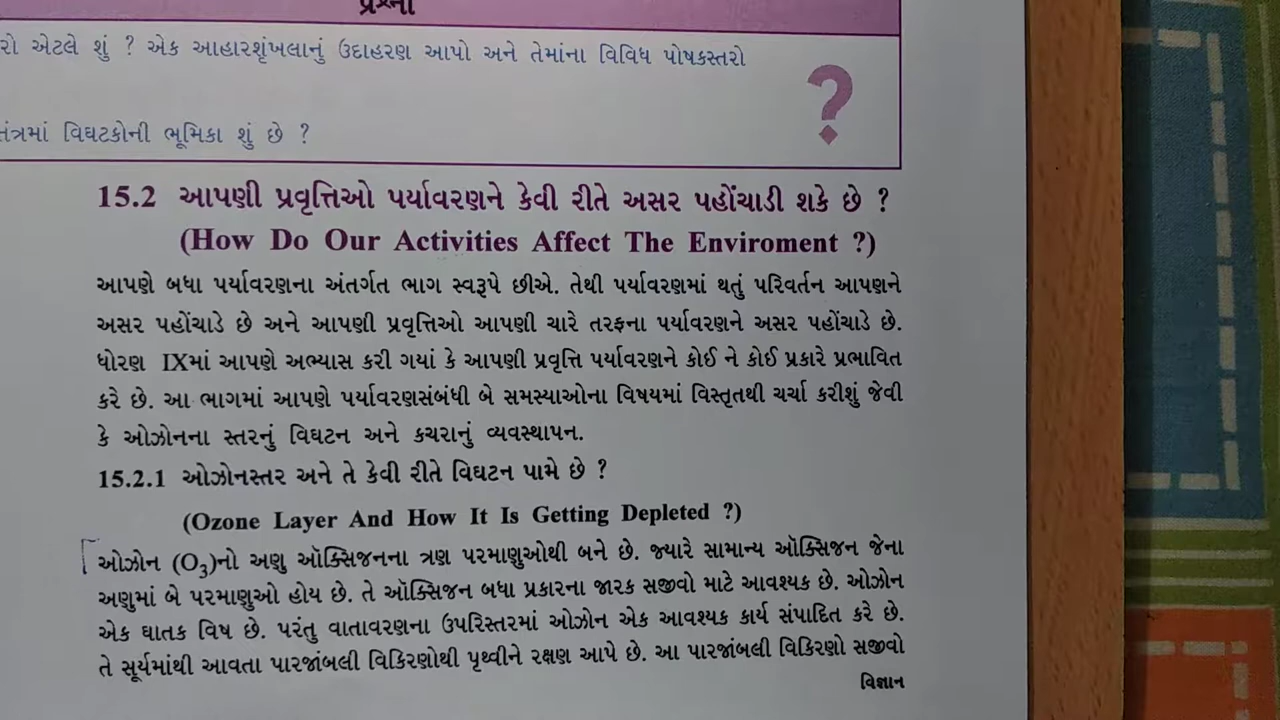 પ્રશ્નો
રો એટલે શું ? એક આહારશૃંખલાનું ઉદાહરણ આપો અને તેમાંના વિવિધ પોષકસ્તરો
?
તંત્રમાં વિઘટકોની ભૂમિકા શું છે ?
15.2 આપણી પ્રવૃત્તિઓ પર્યાવરણને કેવી રીતે અસર પહોંચાડી શકે છે ?
(How Do Our Activities Affect The Enviroment ?)
આપણે બધા પર્યાવરણના અંતર્ગત ભાગ સ્વરૂપે છીએ. તેથી પર્યાવરણમાં થતું પરિવર્તન આપણને
અસર પહોંચાડે છે અને આપણી પ્રવૃત્તિઓ આપણી ચારે તરફના પર્યાવરણને અસર પહોંચાડે છે.
ધોરણ IXમાં આપણે અભ્યાસ કરી ગયાં કે આપણી પ્રવૃત્તિ પર્યાવરણને કોઈ ને કોઈ પ્રકારે પ્રભાવિત
કરે છે. આ ભાગમાં આપણે પર્યાવરણસંબંધી બે સમસ્યાઓના વિષયમાં વિસ્તૃતથી ચર્ચા કરીશું જેવી
કે ઓઝોનના સ્તરનું વિઘટન અને કચરાનું વ્યવસ્થાપન.
15.2.1 ઓઝોનસ્તર અને તે કેવી રીતે વિઘટન પામે છે ?
(Ozone Layer And How It Is Getting Depleted ?)
ઓઝોન (O₃)નો અણુ ઑક્સિજનના ત્રણ પરમાણુઓથી બને છે. જ્યારે સામાન્ય ઑક્સિજન જેના
અણુમાં બે પરમાણુઓ હોય છે. તે ઑક્સિજન બધા પ્રકારના જારક સજીવો માટે આવશ્યક છે. ઓઝોન
એક ઘાતક વિષ છે. પરંતુ વાતાવરણના ઉપરિસ્તરમાં ઓઝોન એક આવશ્યક કાર્ય સંપાદિત કરે છે.
તે સૂર્યમાંથી આવતા પારજાંબલી વિકિરણોથી પૃથ્વીને રક્ષણ આપે છે. આ પારજાંબલી વિકિરણો સજીવો
વિજ્ઞાન